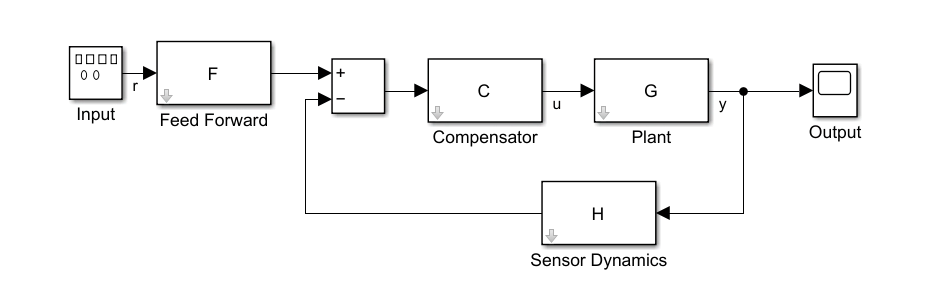 r
F
+
−
C
u
G
y
Input
Feed Forward
Compensator
Plant
Output
H
Sensor Dynamics